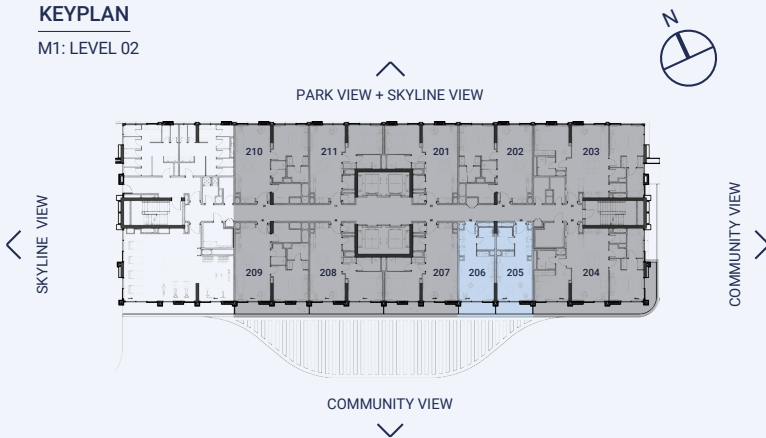 KEYPLAN
M1: LEVEL 02
N
PARK VIEW + SKYLINE VIEW
210 211 201 202 203
SKYLINE VIEW
COMMUNITY VIEW
209 208 207 206 205 204
COMMUNITY VIEW